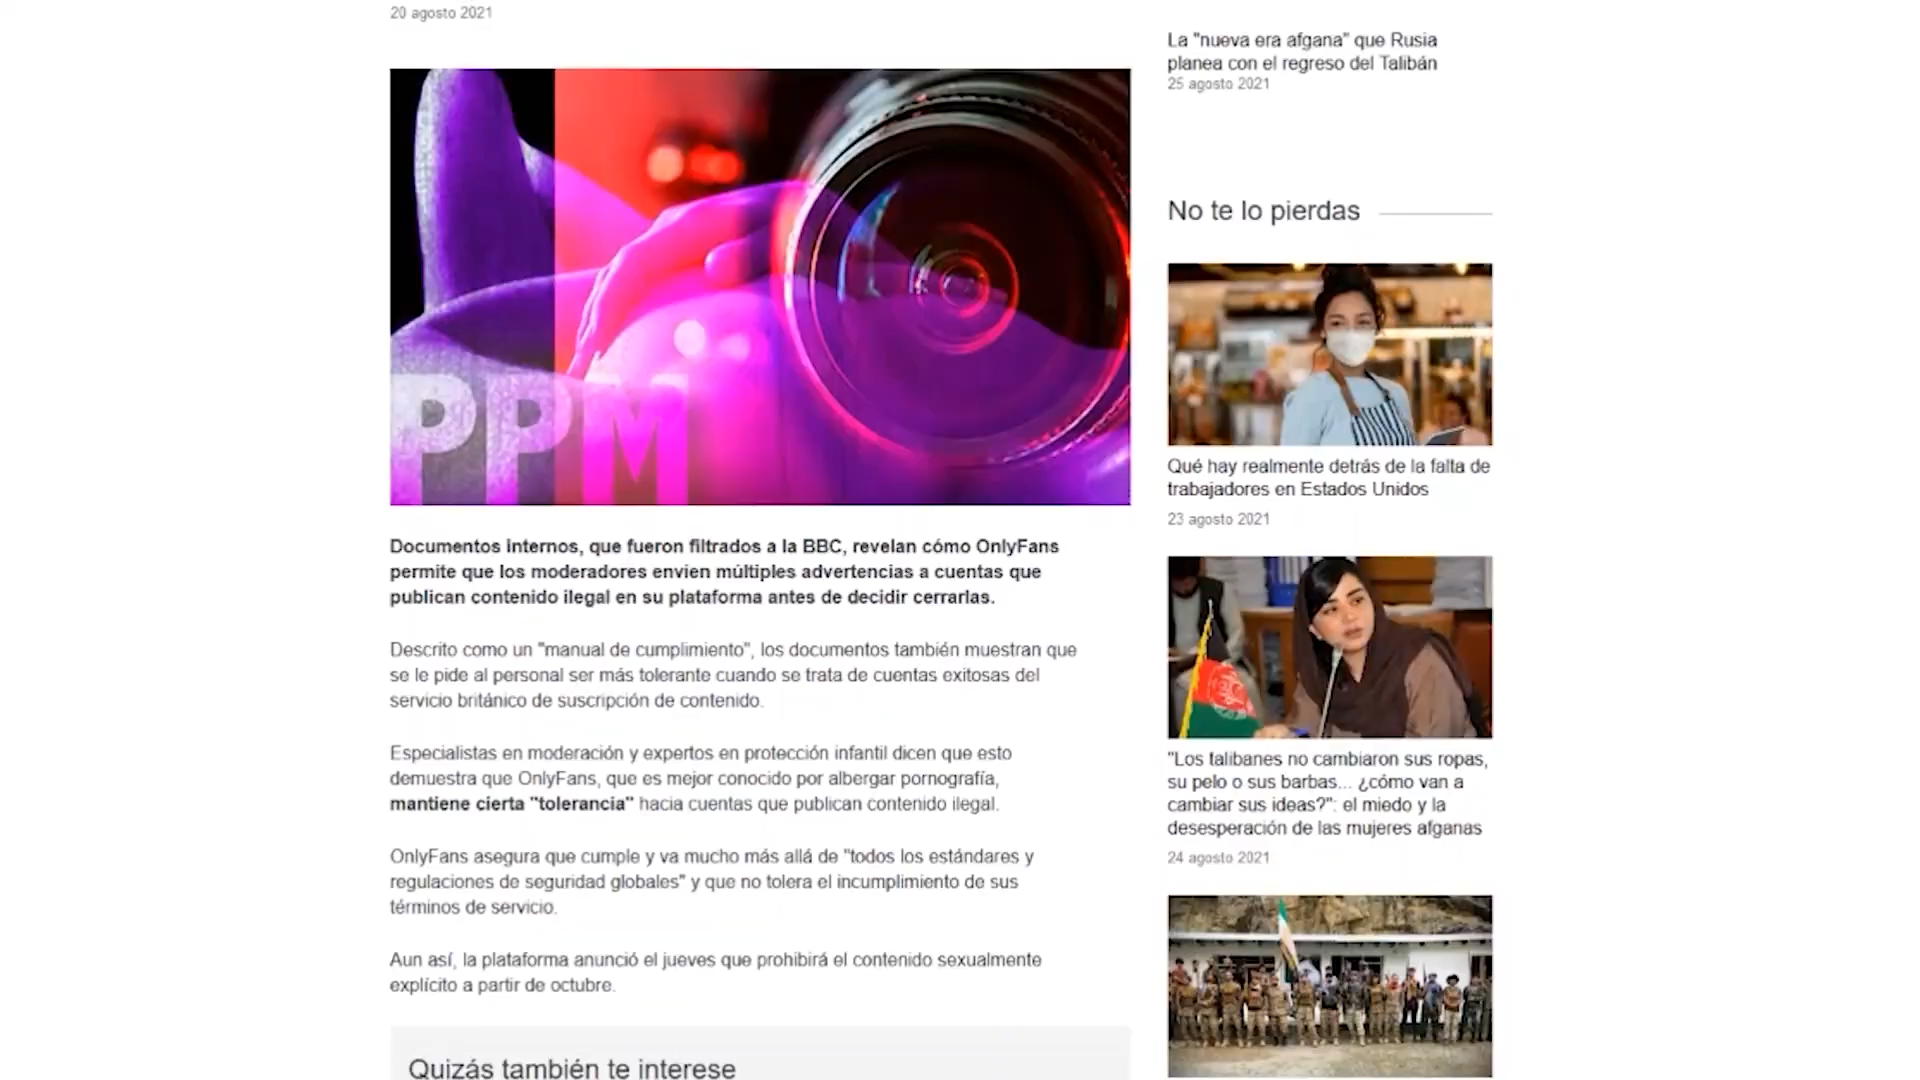 20 agosto 2021
PPM
Documentos internos, que fueron filtrados a la BBC, revelan cómo OnlyFans
permite que los moderadores envíen múltiples advertencias a cuentas que
publican contenido ilegal en su plataforma antes de decidir cerrarlas.
Descrito como un "manual de cumplimiento", los documentos también muestran que
se le pide al personal ser más tolerante cuando se trata de cuentas exitosas del
servicio británico de suscripción de contenido.
Especialistas en moderación y expertos en protección infantil dicen que esto
demuestra que OnlyFans, que es mejor conocido por albergar pornografía,
mantiene cierta "tolerancia" hacia cuentas que publican contenido ilegal.
OnlyFans asegura que cumple y va mucho más allá de "todos los estándares y
regulaciones de seguridad globales" y que no tolera el incumplimiento de sus
términos de servicio.
Aun así, la plataforma anunció el jueves que prohibirá el contenido sexualmente
explícito a partir de octubre.
Quizás también te interese
La "nueva era afgana" que Rusia
planea con el regreso del Talibán
25 agosto 2021
No te lo pierdas
Qué hay realmente detrás de la falta de
trabajadores en Estados Unidos
23 agosto 2021
"Los talibanes no cambiaron sus ropas,
su pelo o sus barbas... ¿cómo van a
cambiar sus ideas?": el miedo y la
desesperación de las mujeres afganas
24 agosto 2021